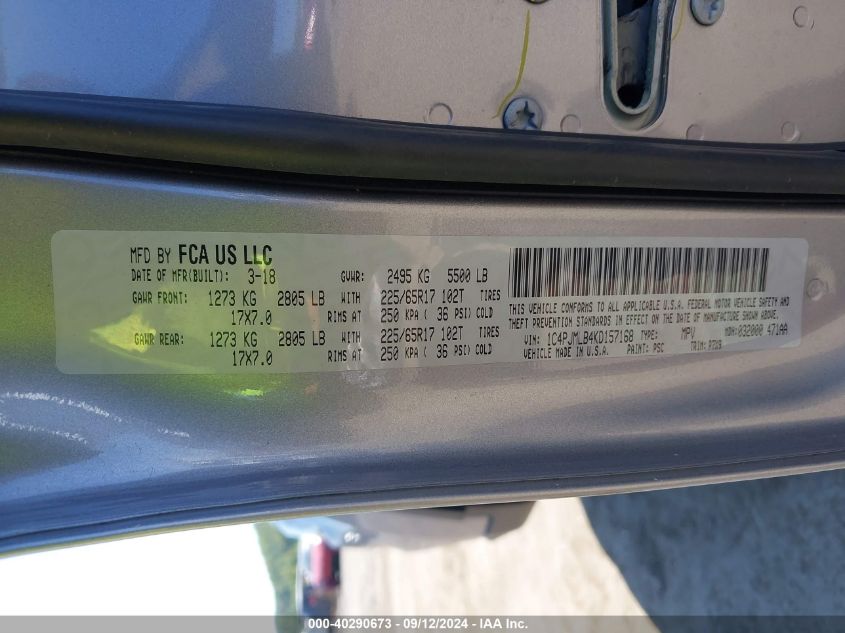 MFD BY FCA US LLC
DATE OF MFR(BUILT): 3-18 GVWR: 2495 KG 5500 LB
GAWR FRONT: 1273 KG 2805 LB WITH 225/65R17 102T TIRES
17X7.0 RIMS AT 250 KPA ( 36 PSI) COLD
GAWR REAR: 1273 KG 2805 LB WITH 225/65R17 102T TIRES
17X7.0 RIMS AT 250 KPA ( 36 PSI) COLD
THIS VEHICLE CONFORMS TO ALL APPLICABLE U.S.A. FEDERAL MOTOR VEHICLE SAFETY AND
THEFT PREVENTION STANDARDS IN EFFECT ON THE DATE OF MANUFACTURE SHOWN ABOVE.
VIN: 1C4PJMLB4KD157168 TYPE: MPV MDH: 032000 471AA
VEHICLE MADE IN U.S.A. PAINT: PSC TRIM:
000-40290673 - 09/12/2024 - IAA Inc.